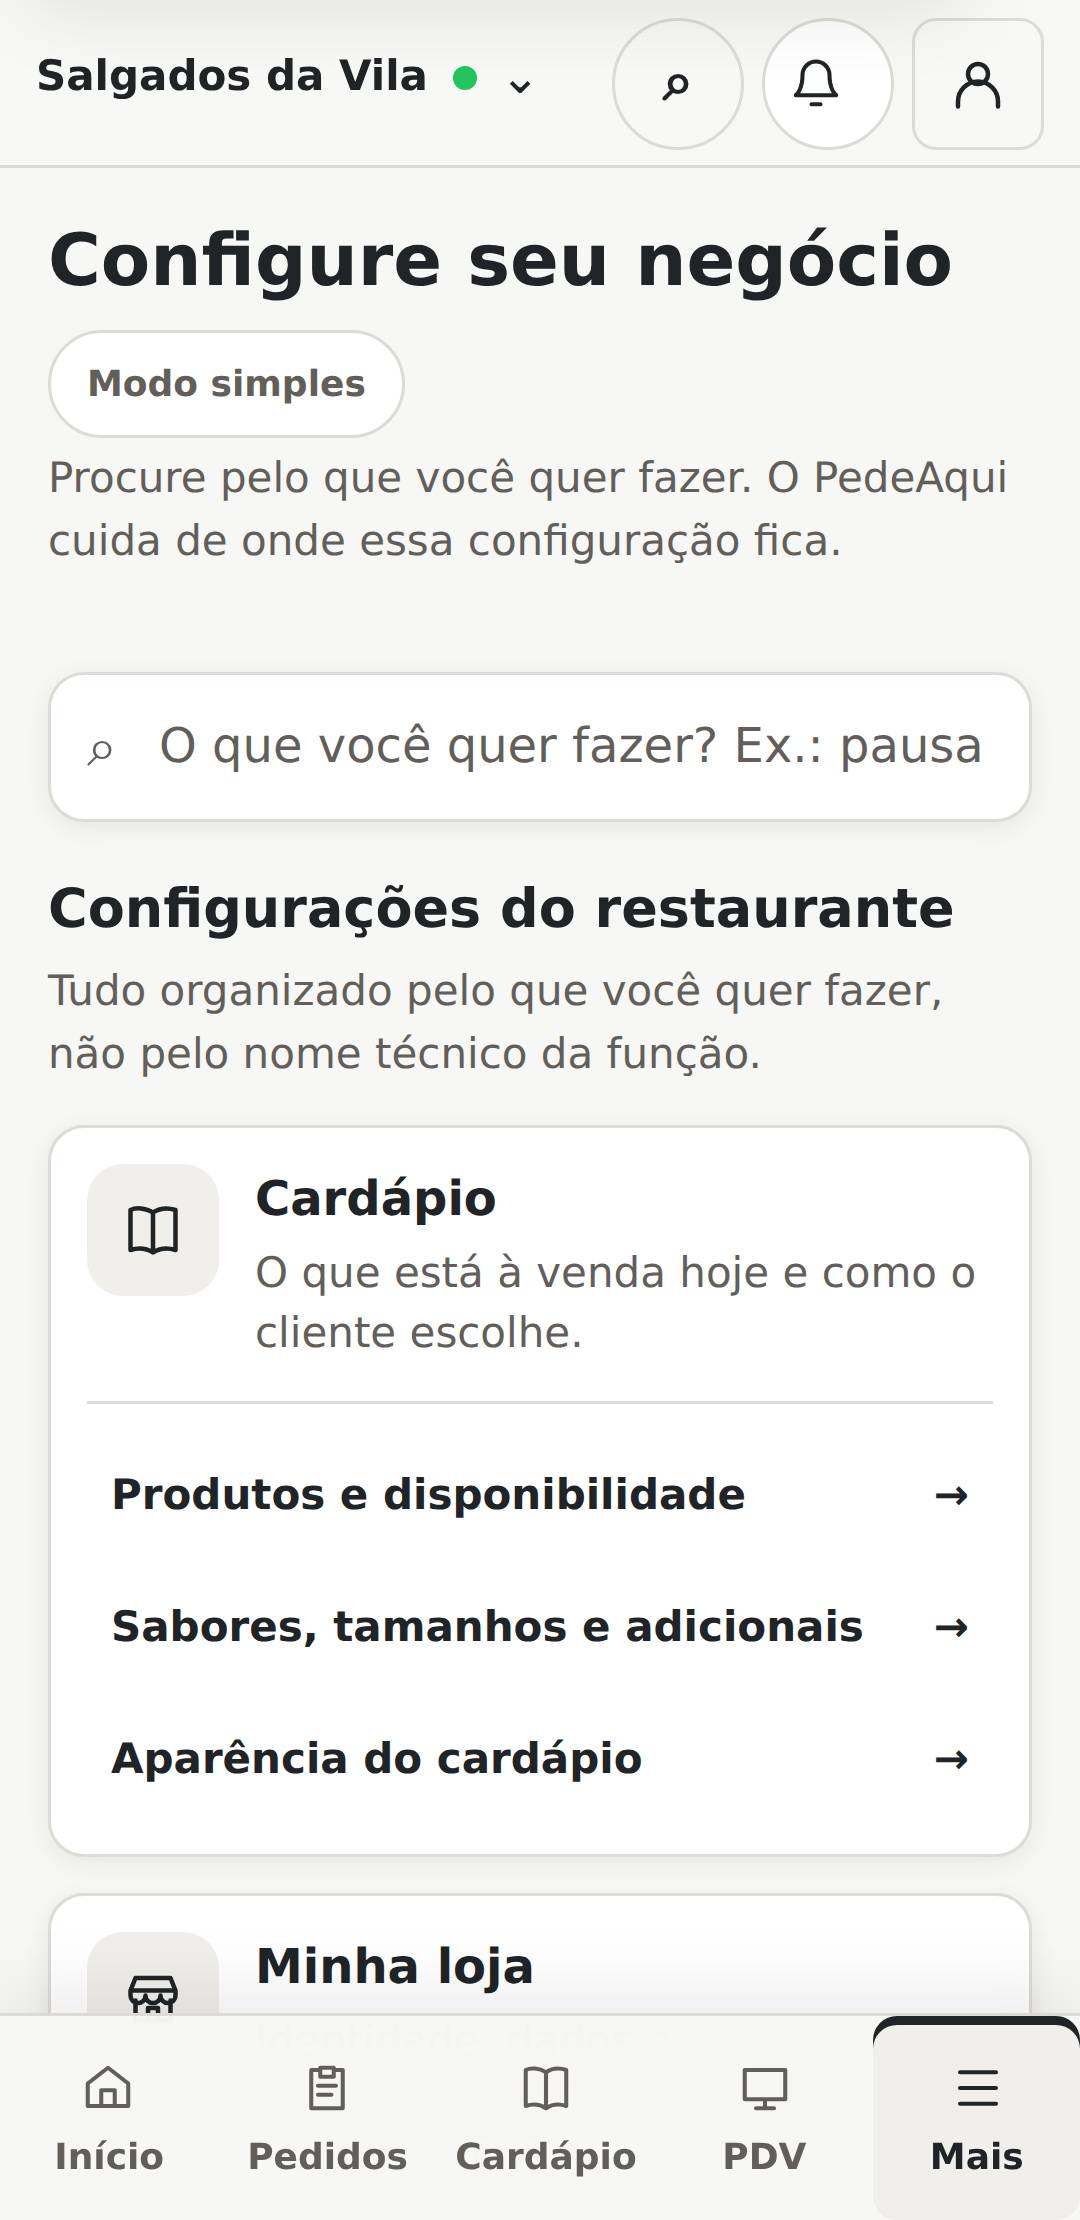 Salgados da Vila
Configure seu negócio
Modo simples
Procure pelo que você quer fazer. O PedeAqui
cuida de onde essa configuração fica.
O que você quer fazer? Ex.: pausa
Configurações do restaurante
Tudo organizado pelo que você quer fazer,
não pelo nome técnico da função.
Cardápio
O que está à venda hoje e como o
cliente escolhe.
Produtos e disponibilidade →
Sabores, tamanhos e adicionais →
Aparência do cardápio →
Minha loja
Identidade, dados e
Início
Pedidos
Cardápio
PDV
Mais